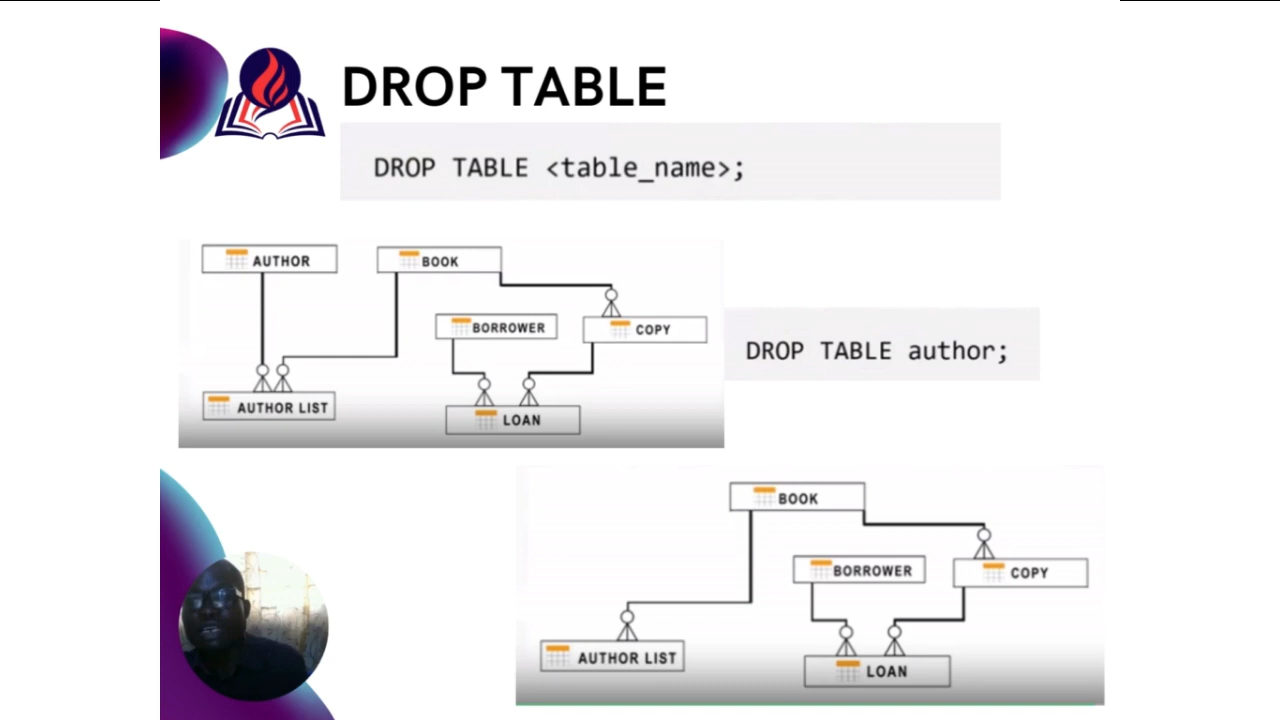 DROP TABLE
DROP TABLE <table_name>;
AUTHOR
BOOK
BORROWER
COPY
AUTHOR LIST
LOAN
DROP TABLE author;
BOOK
BORROWER
COPY
AUTHOR LIST
LOAN